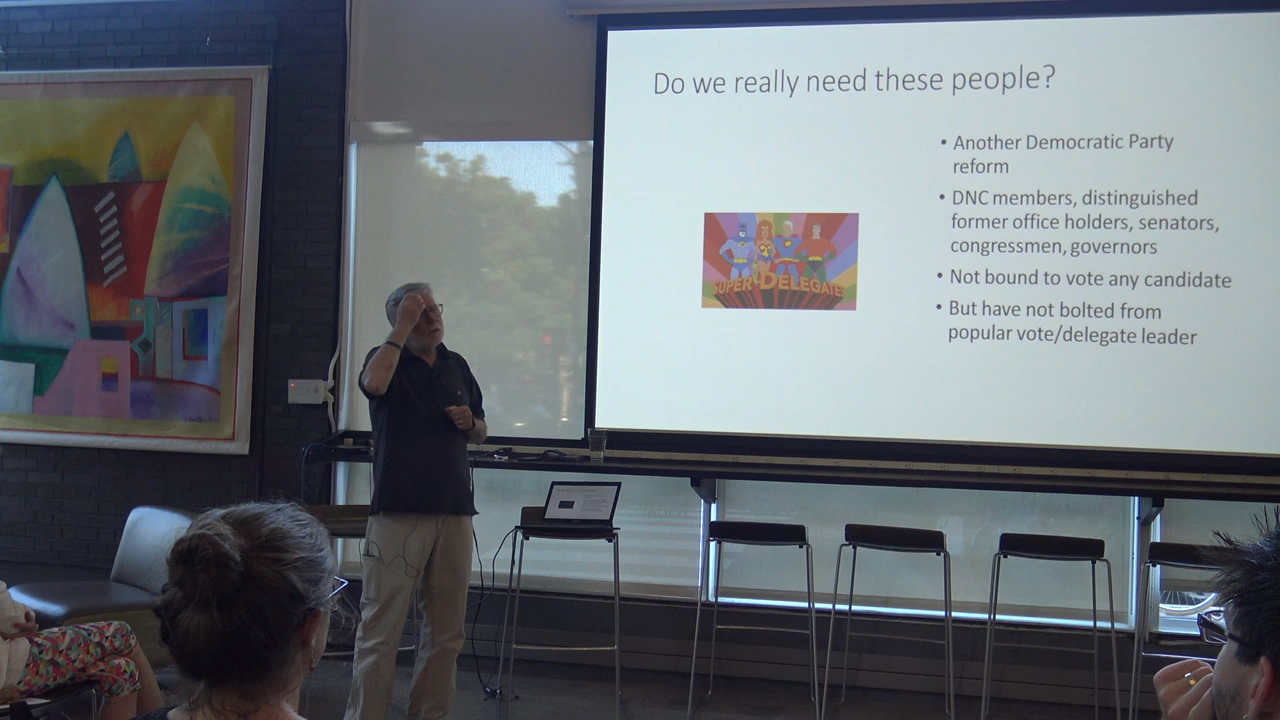 Do we really need these people?
• Another Democratic Party
reform
• DNC members, distinguished
former office holders, senators,
congressmen, governors
• Not bound to vote any candidate
• But have not bolted from
popular vote/delegate leader
SUPER-DELEGATES